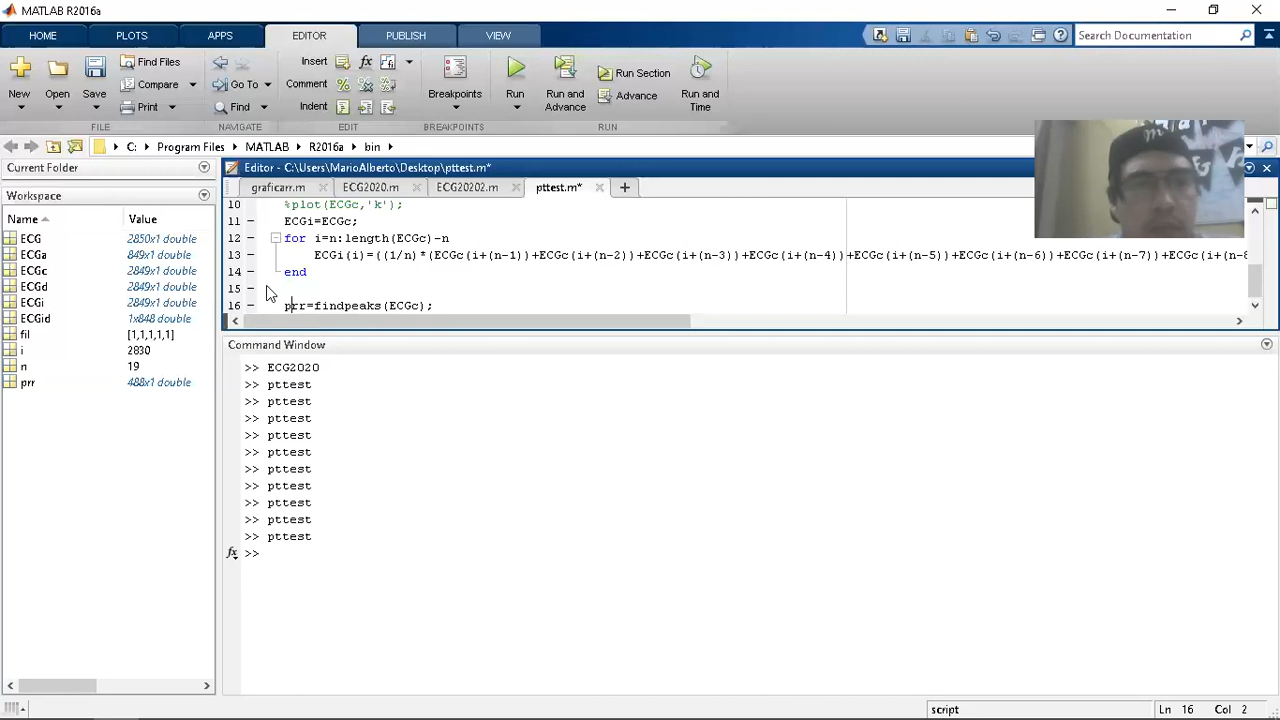 MATLAB R2016a
HOME PLOTS APPS EDITOR PUBLISH VIEW Search Documentation
New Open Save Find Files Compare Print Go To Find Insert Comment Indent Breakpoints Run Run and Advance Run Section Advance Run and Time
FILE NAVIGATE EDIT BREAKPOINTS RUN
C: Program Files MATLAB R2016a bin
Current Folder
Workspace
Name Value
ECG 2850x1 double
ECGa 849x1 double
ECGc 2849x1 double
ECGd 2849x1 double
ECGi 2849x1 double
ECGid 1x848 double
fil [1,1,1,1,1]
i 2830
n 19
prr 488x1 double
Editor - C:\Users\MarioAlberto\Desktop\pttest.m*
graficarr.m ECG2020.m ECG20202.m pttest.m*
10 %plot(ECGc,'k');
11 ECGi=ECGc;
12 for i=n:length(ECGc)-n
13 ECGi(i)=((1/n)*(ECGc(i+(n-1))+ECGc(i+(n-2))+ECGc(i+(n-3))+ECGc(i+(n-4))+ECGc(i+(n-5))+ECGc(i+(n-6))+ECGc(i+(n-7))+ECGc(i+(n-8
14 end
15
16 prr=findpeaks(ECGc);
Command Window
>> ECG2020
>> pttest
>> pttest
>> pttest
>> pttest
>> pttest
>> pttest
>> pttest
>> pttest
>> pttest
>> pttest
fx >>
script Ln 16 Col 2